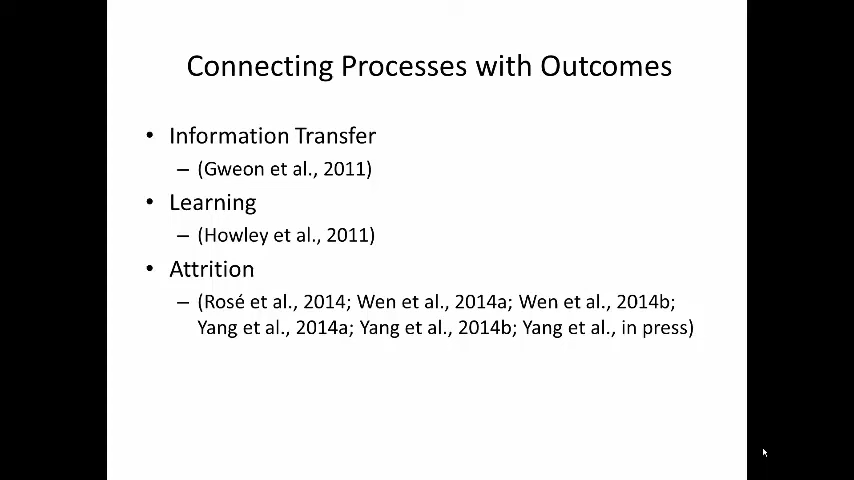 Connecting Processes with Outcomes
• Information Transfer
– (Gweon et al., 2011)
• Learning
– (Howley et al., 2011)
• Attrition
– (Rosé et al., 2014; Wen et al., 2014a; Wen et al., 2014b;
Yang et al., 2014a; Yang et al., 2014b; Yang et al., in press)